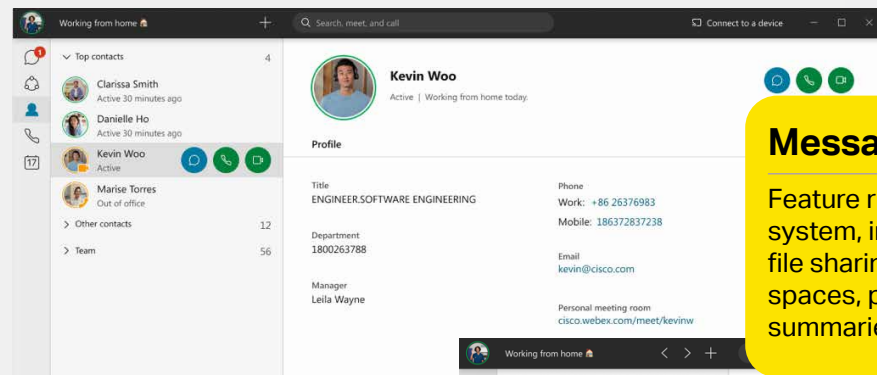 Working from home
Search, meet, and call
Connect to a device
Top contacts 4
Clarissa Smith
Active 30 minutes ago
Danielle Ho
Active 30 minutes ago
Kevin Woo
Active
Marise Torres
Out of office
Other contacts 12
Team 56
17
Kevin Woo
Active | Working from home today.
Profile
Title
ENGINEER.SOFTWARE ENGINEERING
Department
1800263788
Manager
Leila Wayne
Phone
Work: +86 26376983
Mobile: 186372837238
Email
kevin@cisco.com
Personal meeting room
cisco.webex.com/meet/kevinw
Messa
Feature r
system, i
file sharin
spaces, p
summarie
Working from home